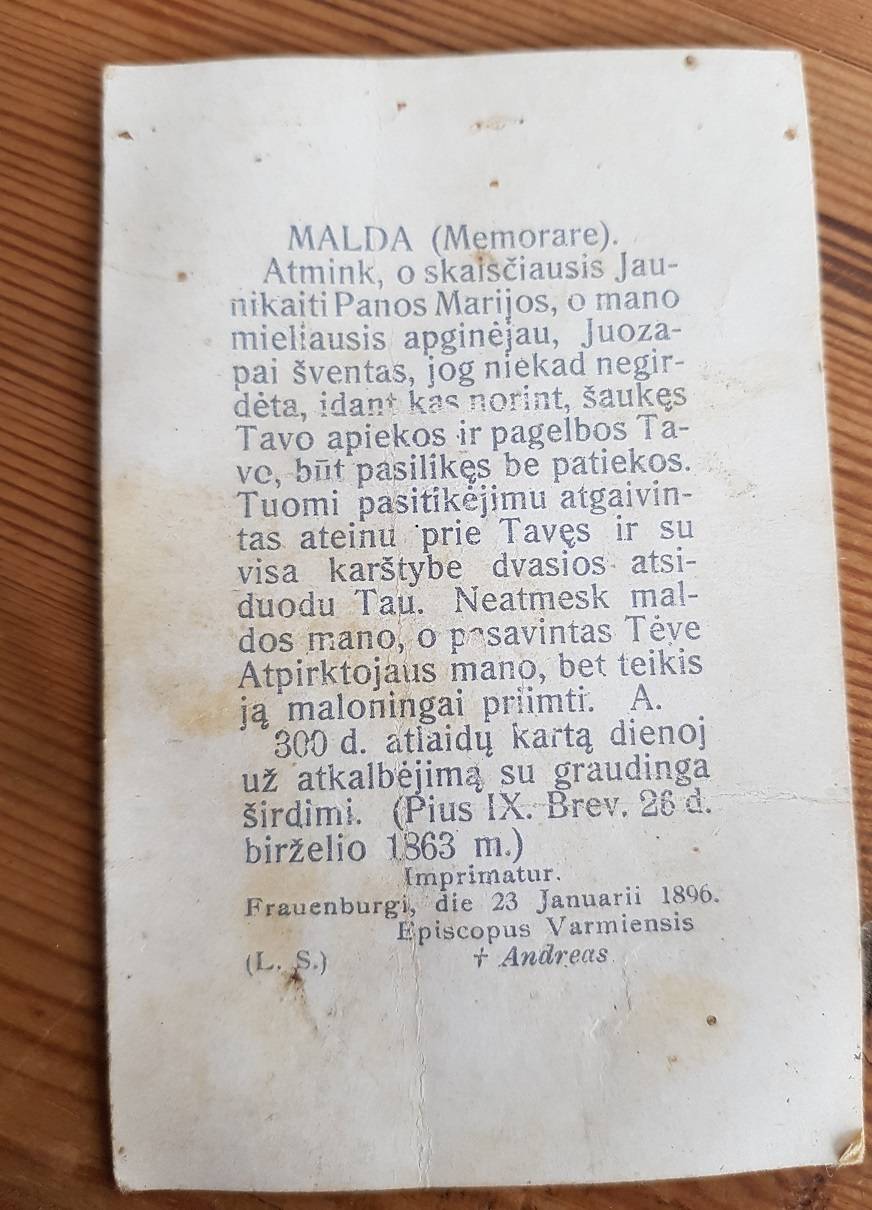 MALDA (Memorare).
Atmink, o skaisčiausis Jau-
nikaiti Panos Marijos, o mano
mieliausis apginėjau, Juoza-
pai šventas, jog niekad negir-
dėta, idant kas norint, šaukęs
Tavo apiekos ir pagelbos Ta-
vo, būt pasilikęs be patiekos.
Tuomi pasitikėjimu atgaivin-
tas ateinu prie Tavęs ir su
visa karštybe dvasios atsi-
duodu Tau. Neatmesk mal-
dos mano, o pasavintas Tėve
Atpirktojaus mano, bet teikis
ją maloningai priimti. A.
300 d. atlaidų kartą dienoj
už atkalbėjimą su graudinga
širdimi. (Pius IX. Brev. 26 d.
birželio 1863 m.)
Imprimatur.
Frauenburgi, die 23 Januarii 1896.
Episcopus Varmiensis
(L. S.) † Andreas